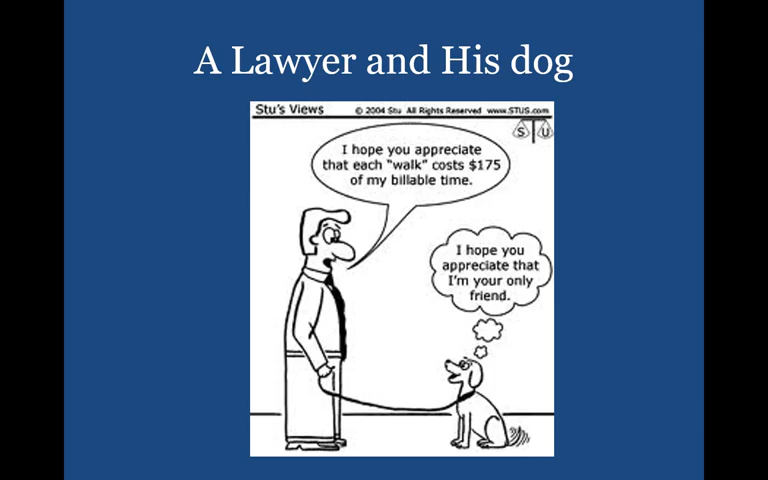 A Lawyer and His dog
Stu's Views © 2004 Stu All Rights Reserved www.STUS.com
S T U
I hope you appreciate
that each "walk" costs $175
of my billable time.
I hope you
appreciate that
I'm your only
friend.